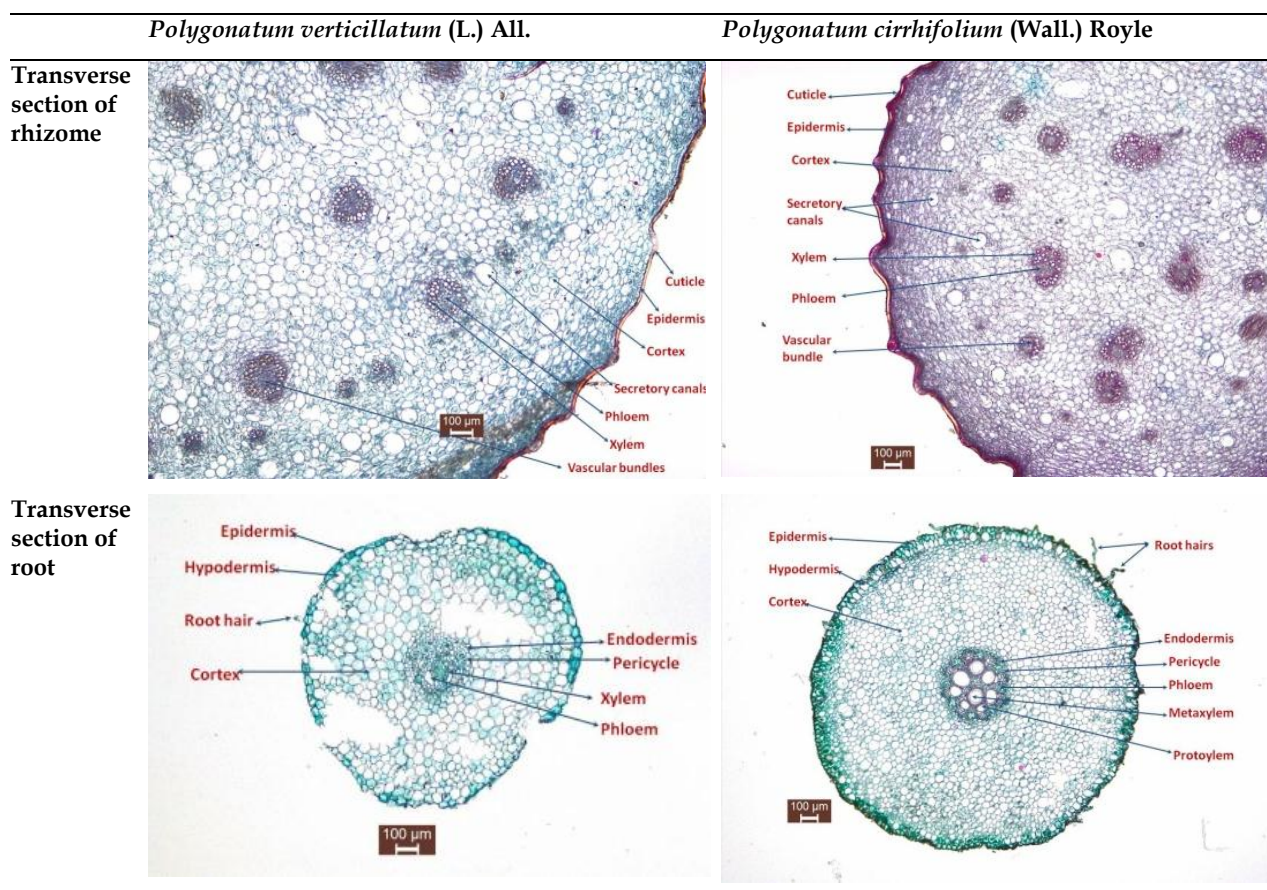 Polygonatum verticillatum (L.) All.
Polygonatum cirrhifolium (Wall.) Royle
Transverse
section of
rhizome
Cuticle
Epidermis
Cortex
Secretory canals
Phloem
Xylem
Vascular bundles
100 µm
Cuticle
Epidermis
Cortex
Secretory
canals
Xylem
Phloem
Vascular
bundle
100 µm
Transverse
section of
root
Epidermis
Hypodermis
Root hair
Cortex
Endodermis
Pericycle
Xylem
Phloem
100 µm
Epidermis
Hypodermis
Cortex
Root hairs
Endodermis
Pericycle
Phloem
Metaxylem
Protoylem
100 µm